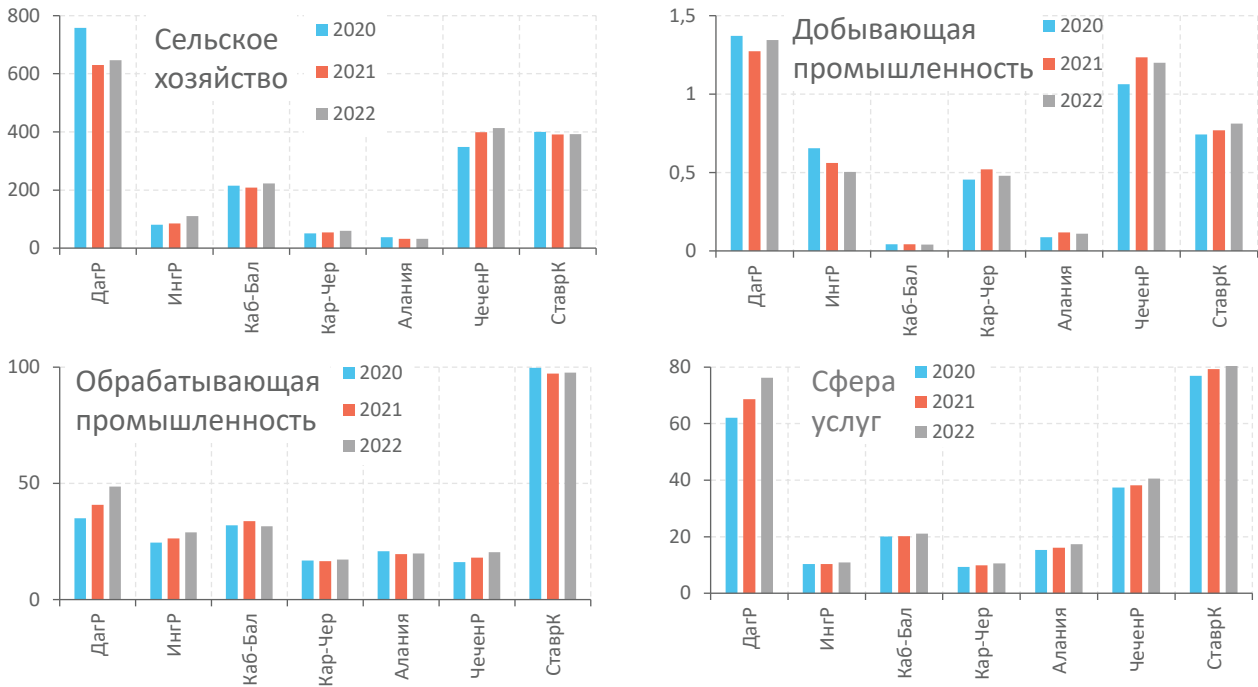 800
600
400
200
0
Сельское
хозяйство
2020
2021
2022
ДагР
ИнгР
Каб-Бал
Кар-Чер
Алания
ЧеченР
СтаврК
1,5
1
0,5
0
Добывающая
промышленность
2020
2021
2022
ДагР
ИнгР
Каб-Бал
Кар-Чер
Алания
ЧеченР
СтаврК
100
50
0
Обрабатывающая
промышленность
2020
2021
2022
ДагР
ИнгР
Каб-Бал
Кар-Чер
Алания
ЧеченР
СтаврК
80
60
40
20
0
Сфера
услуг
2020
2021
2022
ДагР
ИнгР
Каб-Бал
Кар-Чер
Алания
ЧеченР
СтаврК